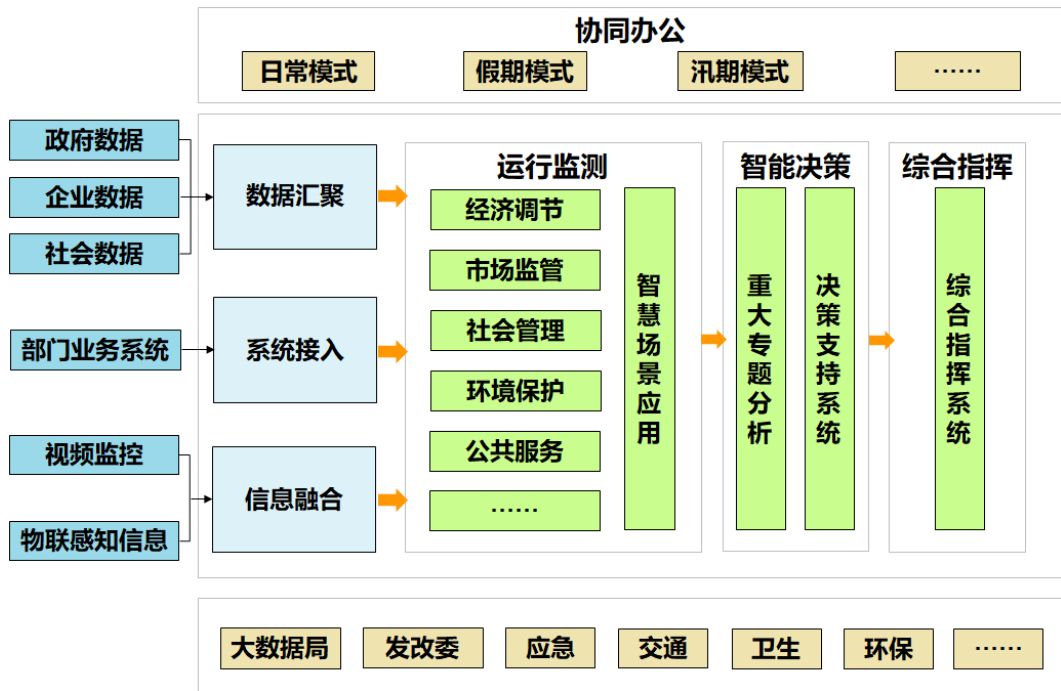 协同办公
日常模式
假期模式
汛期模式
······
政府数据
企业数据
社会数据
部门业务系统
视频监控
物联感知信息
数据汇聚
系统接入
信息融合
运行监测
经济调节
市场监管
社会管理
环境保护
公共服务
······
智慧场景应用
智能决策
重大专题分析
决策支持系统
综合指挥
综合指挥系统
大数据局
发改委
应急
交通
卫生
环保
······